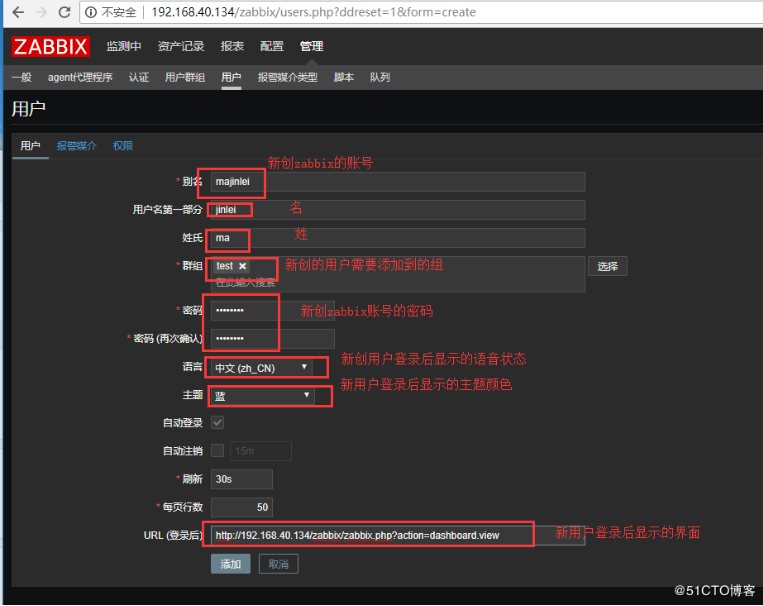 不安全 192.168.40.134/zabbix/users.php?ddreset=1&form=create
ZABBIX 监测中 资产记录 报表 配置 管理
一般 agent代理程序 认证 用户群组 用户 报警媒介类型 脚本 队列
用户
用户 报警媒介 权限
新创zabbix的账号
* 别名 majinlei
用户名第一部分 jinlei 名
姓氏 ma 姓
* 群组 test 新创的用户需要添加到的组 选择
在此输入搜索
* 密码 •••••••• 新创zabbix账号的密码
* 密码 (再次确认) ••••••••
语言 中文 (zh_CN) 新创用户登录后显示的语音状态
主题 蓝 新用户登录后显示的主题颜色
自动登录
自动注销 15m
* 刷新 30s
* 每页行数 50
URL (登录后) http://192.168.40.134/zabbix/zabbix.php?action=dashboard.view 新用户登录后显示的界面
添加 取消
@51CTO博客